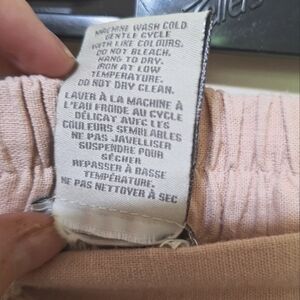 MACHINE WASH COLD
GENTLE CYCLE
WITH LIKE COLOURS.
DO NOT BLEACH.
HANG TO DRY.
IRON AT LOW
TEMPERATURE.
DO NOT DRY CLEAN.
LAVER À LA MACHINE À
L'EAU FROIDE AU CYCLE
DÉLICAT AVEC LES
COULEURS SEMBLABLES
NE PAS JAVELLISER
SUSPENDRE POUR
SÉCHER
REPASSER À BASSE
TEMPÉRATURE.
NE PAS NETTOYER À SEC